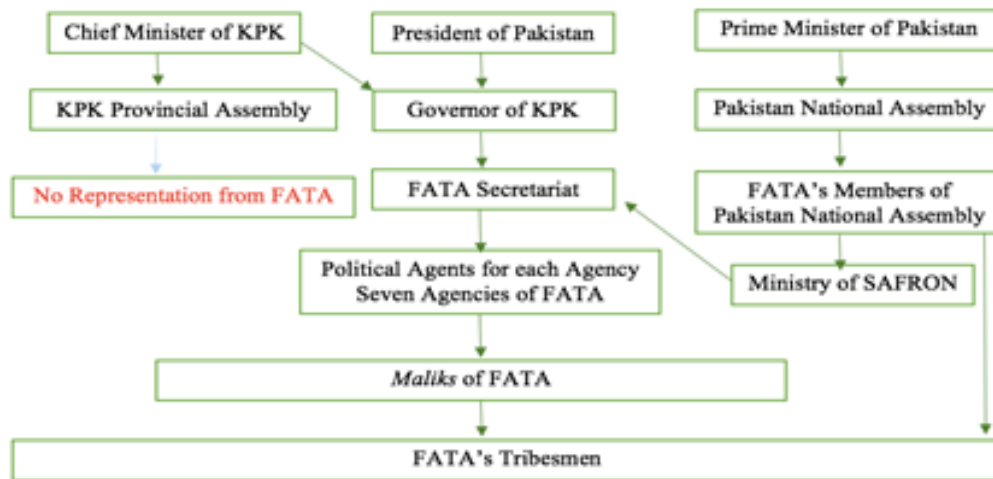 Chief Minister of KPK
President of Pakistan
Prime Minister of Pakistan
KPK Provincial Assembly
Governor of KPK
Pakistan National Assembly
No Representation from FATA
FATA Secretariat
FATA's Members of
Pakistan National Assembly
Political Agents for each Agency
Seven Agencies of FATA
Ministry of SAFRON
Maliks of FATA
FATA's Tribesmen